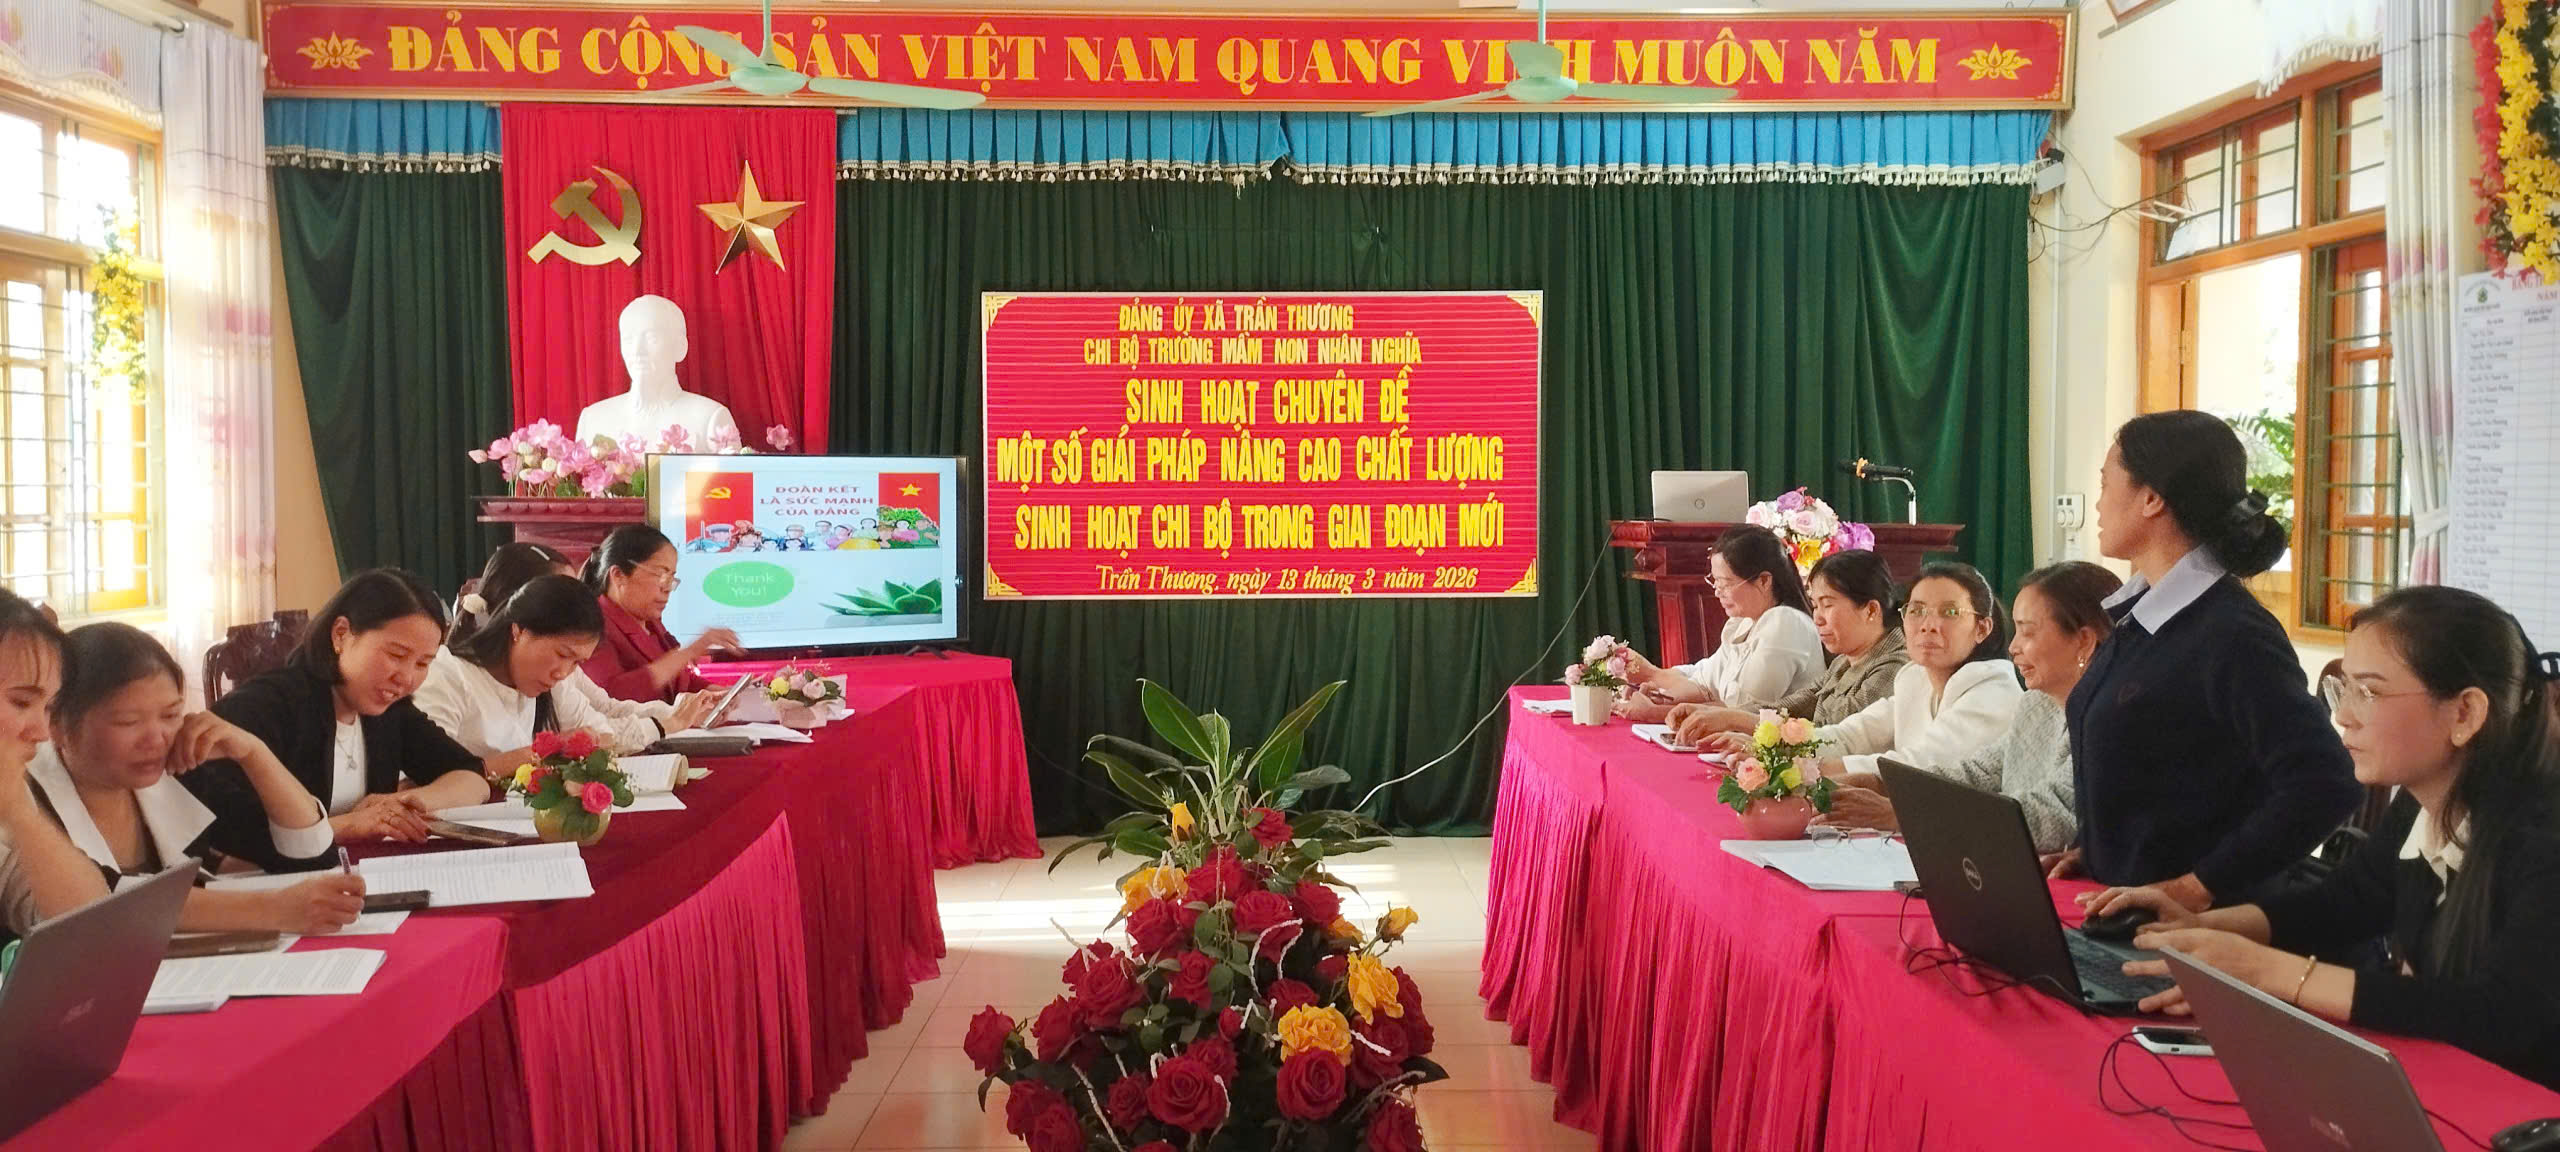 ĐẢNG CỘNG SẢN VIỆT NAM QUANG VINH MUÔN NĂM
ĐẢNG ỦY XÃ TRẦN THƯƠNG
CHI BỘ TRƯỜNG MẦM NON NHÂN NGHĨA
SINH HOẠT CHUYÊN ĐỀ
MỘT SỐ GIẢI PHÁP NÂNG CAO CHẤT LƯỢNG
SINH HOẠT CHI BỘ TRONG GIAI ĐOẠN MỚI
Trần Thương, ngày 13 tháng 3 năm 2026
ĐOÀN KẾT
LÀ SỨC MẠNH
CỦA ĐẢNG
Thank
You!
DELL